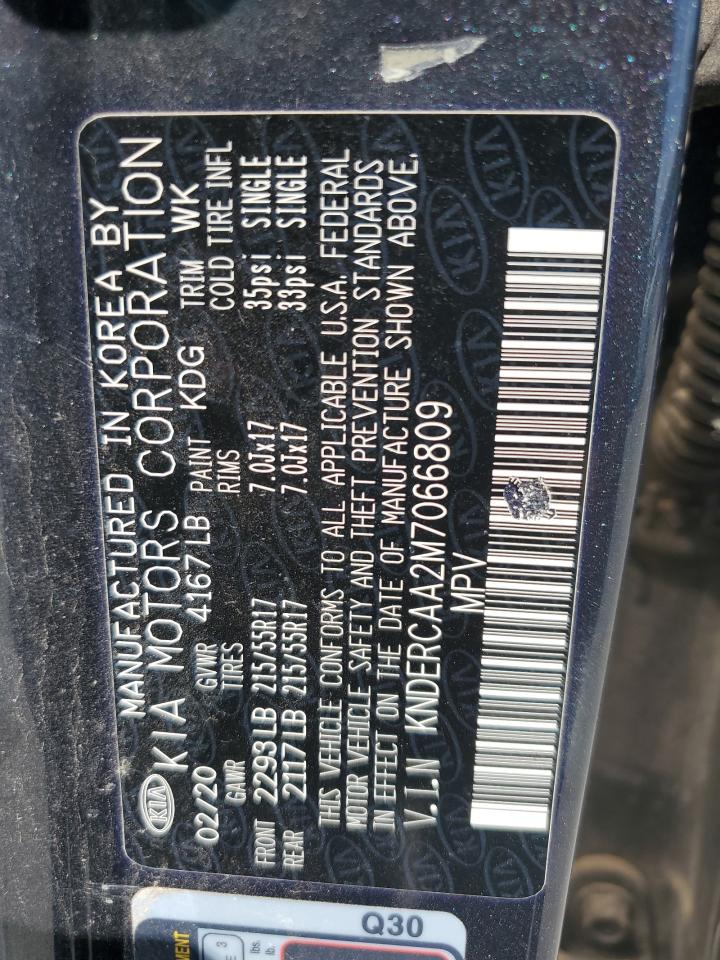 MANUFACTURED IN KOREA BY
KIA KIA MOTORS CORPORATION
02/20 GVWR 4167LB PAINT KDG TRIM WK
GAWR TIRES RIMS COLD TIRE INFL
FRONT 2293LB 215/55R17 7.0Jx17 35psi SINGLE
REAR 2117LB 215/55R17 7.0Jx17 33psi SINGLE
THIS VEHICLE CONFORMS TO ALL APPLICABLE U.S.A. FEDERAL
MOTOR VEHICLE SAFETY AND THEFT PREVENTION STANDARDS
IN EFFECT ON THE DATE OF MANUFACTURE SHOWN ABOVE.
V.I.N KNDERCAA2M7066809
MPV
Q30
3
lbs.